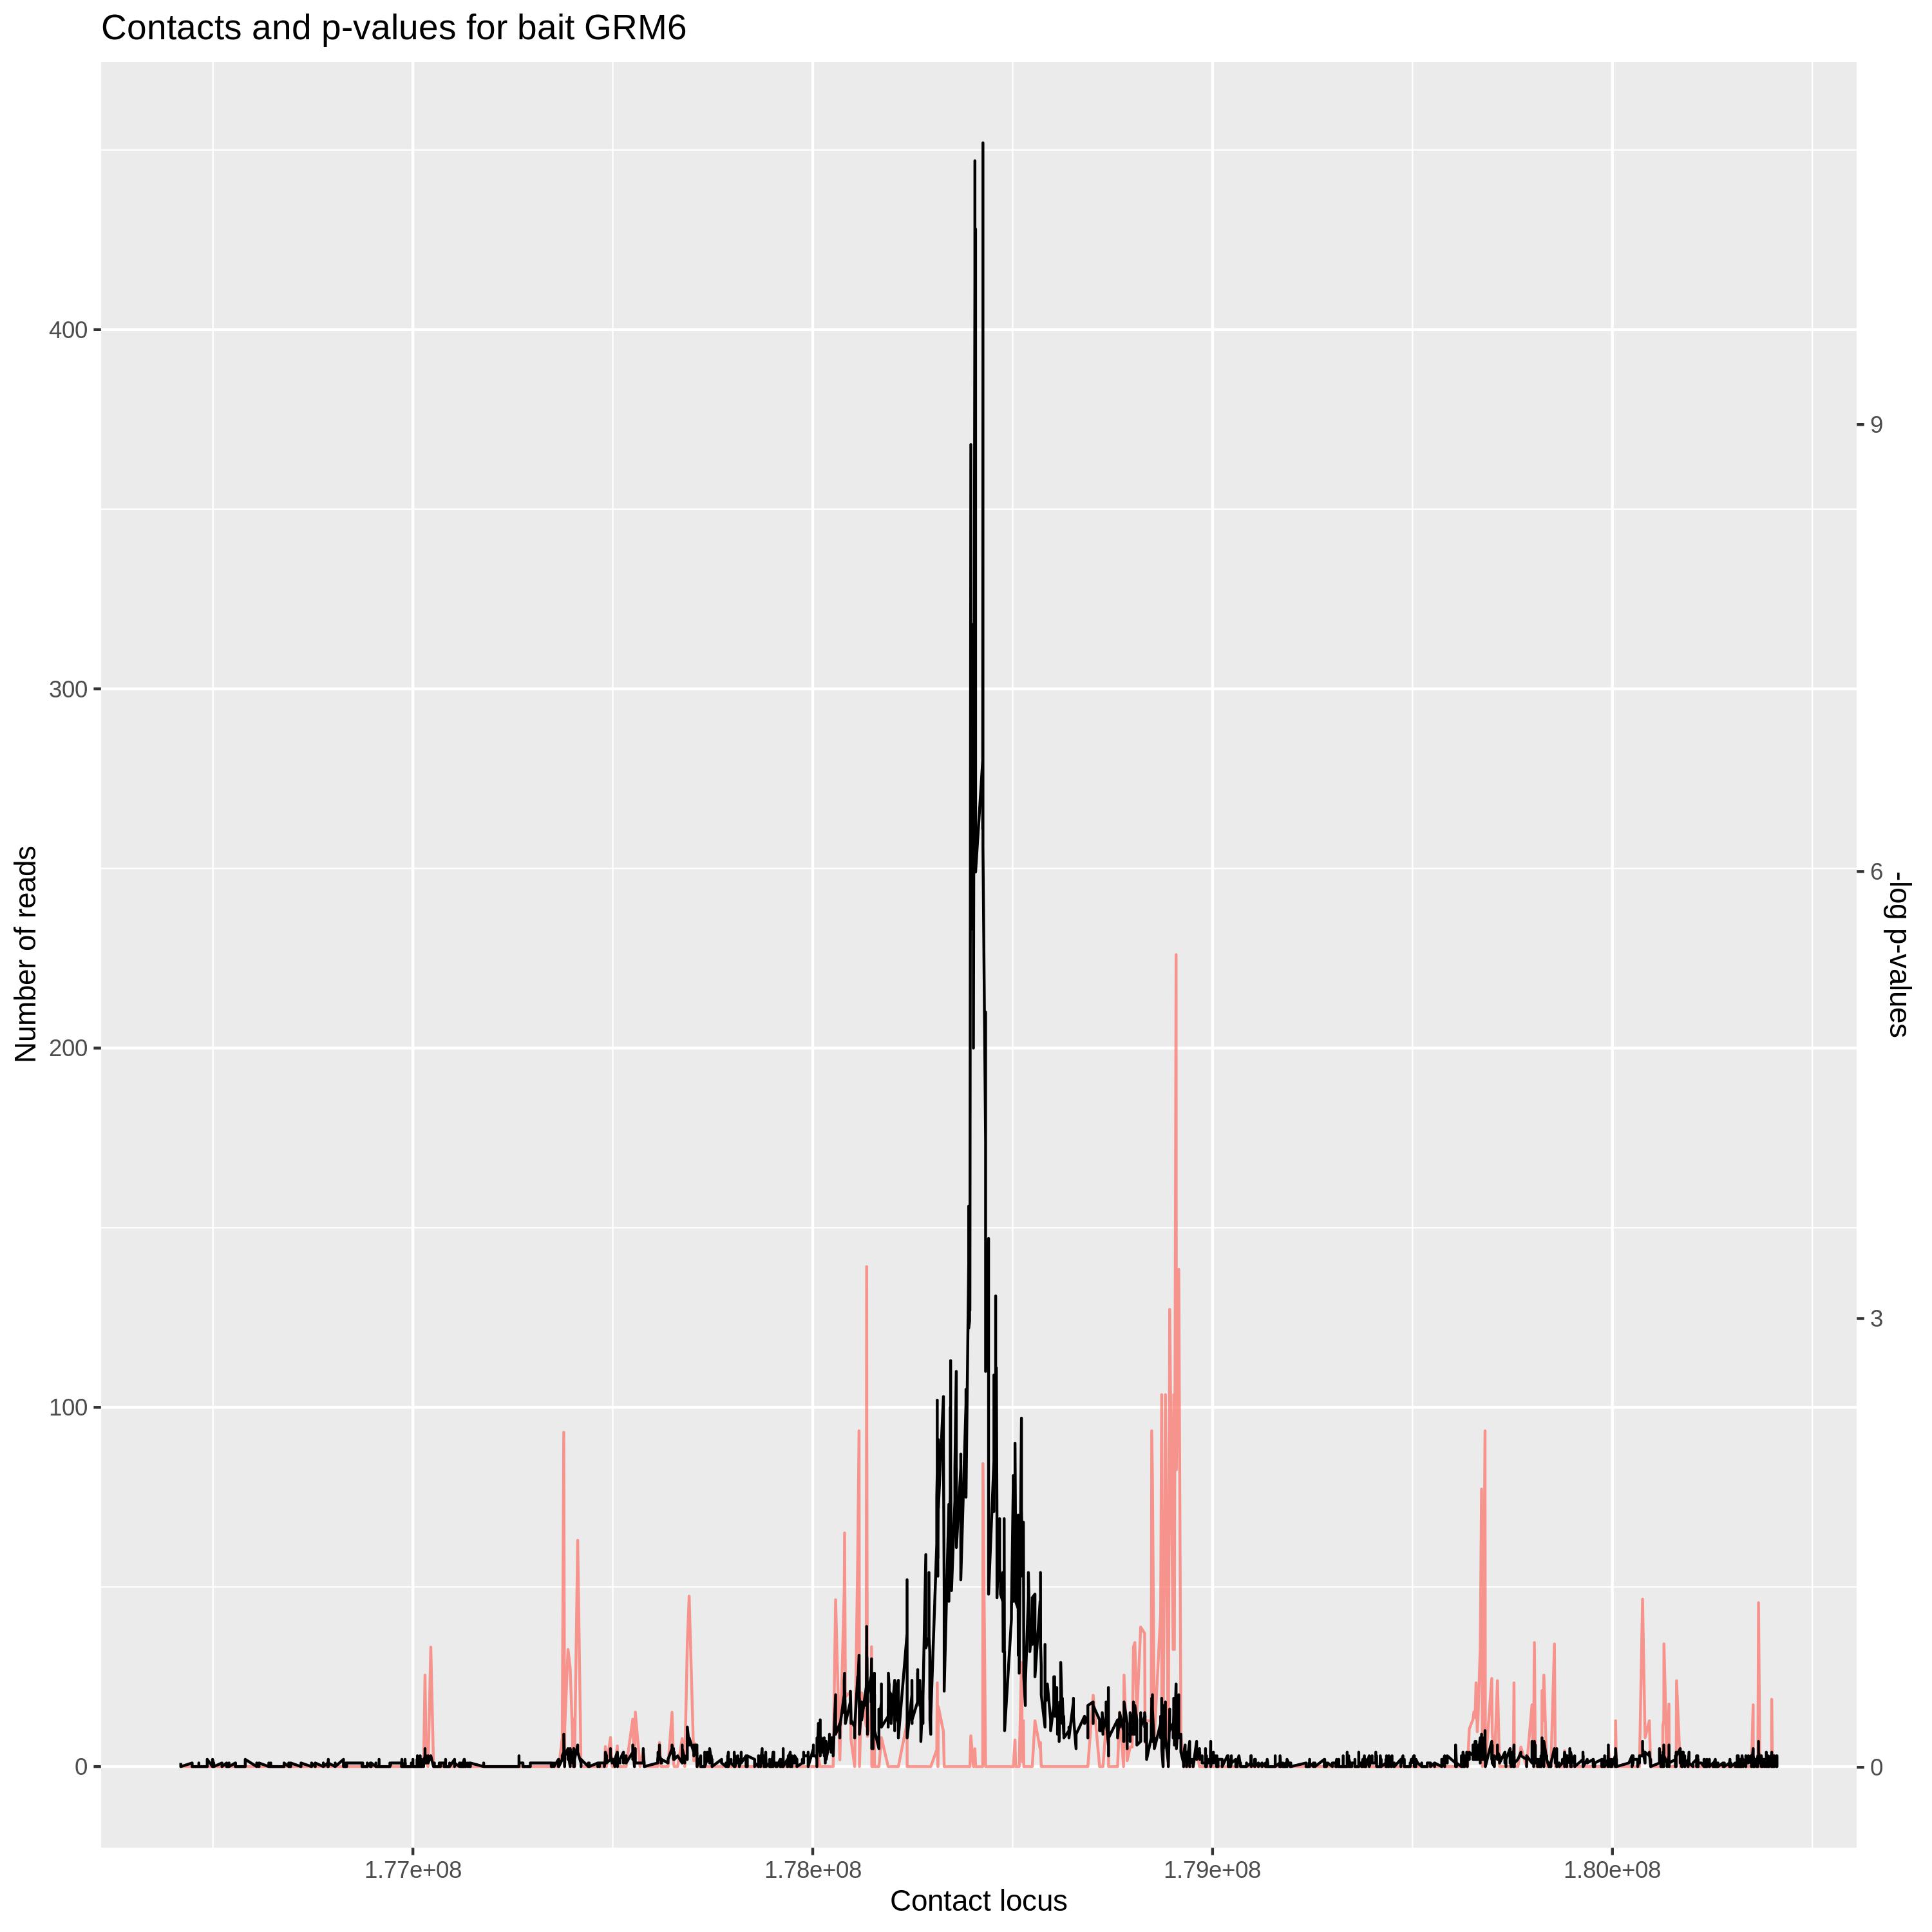 Contacts and p-values for bait GRM6
400
300
200
100
0
Number of reads
9
6
3
0
-log p-values
1.77e+08
1.78e+08
1.79e+08
1.80e+08
Contact locus